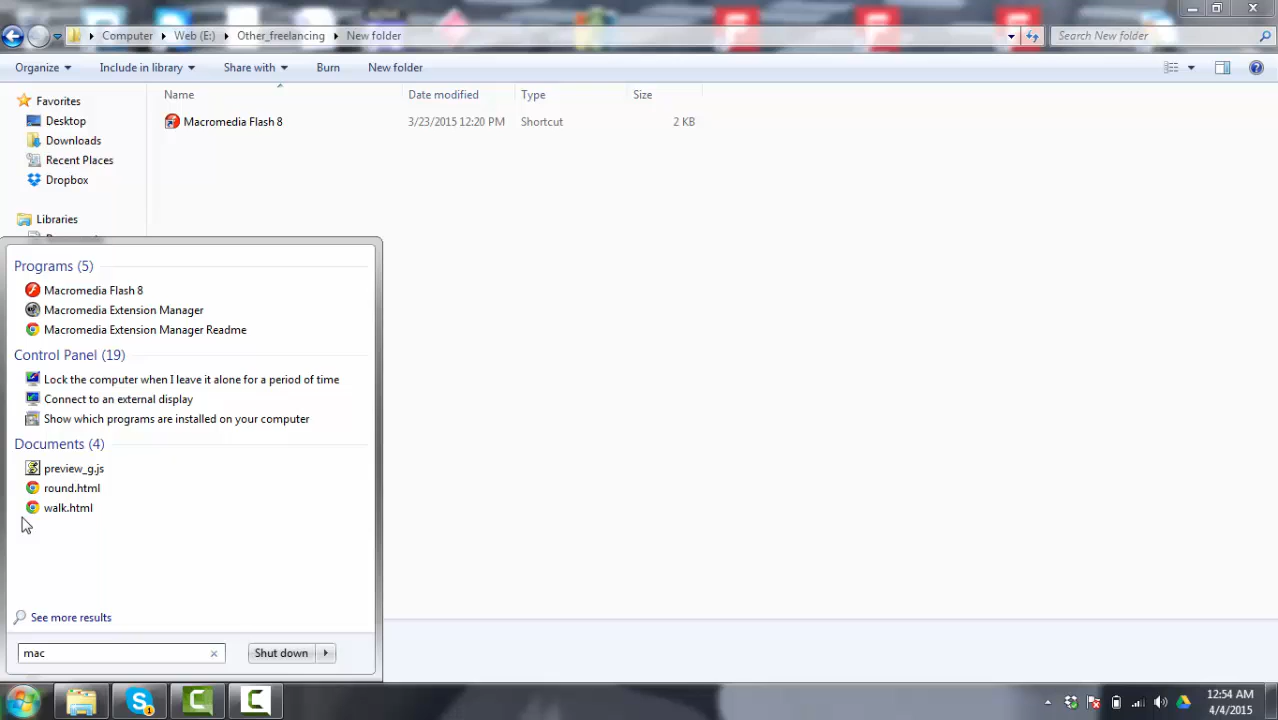 Computer Web (E:) Other_freelancing New folder
Search New folder
Organize Include in library Share with Burn New folder
Name Date modified Type Size
Macromedia Flash 8 3/23/2015 12:20 PM Shortcut 2 KB
Favorites
Desktop
Downloads
Recent Places
Dropbox
Libraries
Programs (5)
Macromedia Flash 8
Macromedia Extension Manager
Macromedia Extension Manager Readme
Control Panel (19)
Lock the computer when I leave it alone for a period of time
Connect to an external display
Show which programs are installed on your computer
Documents (4)
preview_g.js
round.html
walk.html
See more results
mac
Shut down
12:54 AM
4/4/2015